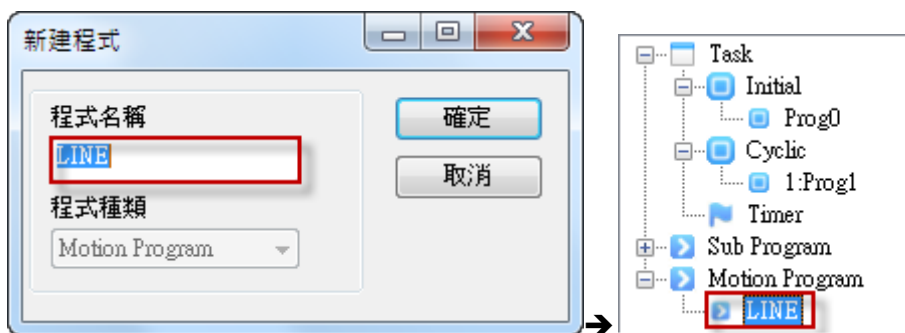 新建程式
程式名稱
LINE
程式種類
Motion Program
確定
取消
➔
Task
Initial
Prog0
Cyclic
1:Prog1
Timer
Sub Program
Motion Program
LINE